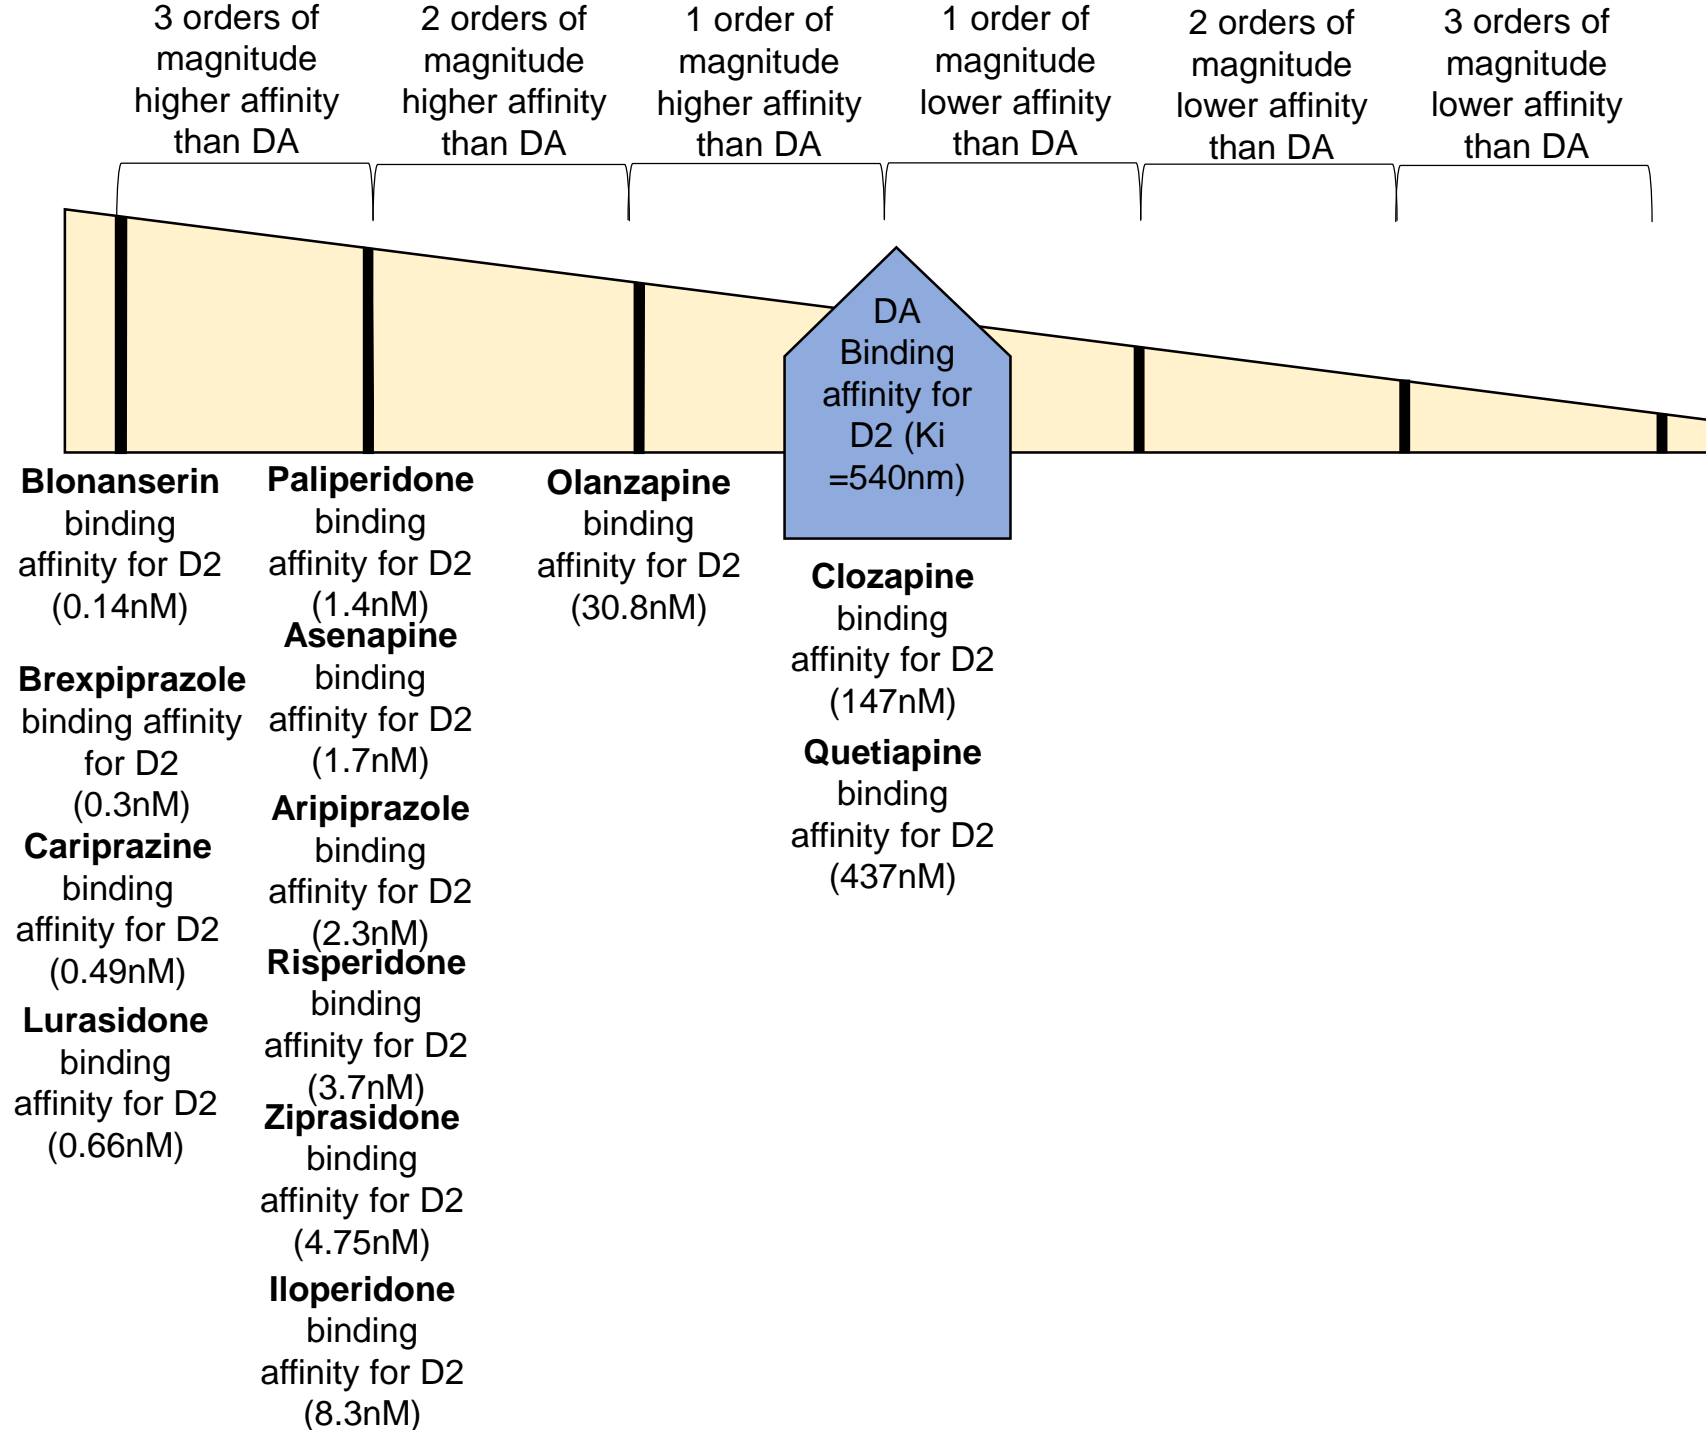 3 orders of
magnitude
higher affinity
than DA
2 orders of
magnitude
higher affinity
than DA
1 order of
magnitude
higher affinity
than DA
1 order of
magnitude
lower affinity
than DA
2 orders of
magnitude
lower affinity
than DA
3 orders of
magnitude
lower affinity
than DA
DA
Binding
affinity for
D2 (Ki
=540nm)
Blonanserin
binding
affinity for D2
(0.14nM)
Brexpiprazole
binding affinity
for D2
(0.3nM)
Cariprazine
binding
affinity for D2
(0.49nM)
Lurasidone
binding
affinity for D2
(0.66nM)
Paliperidone
binding
affinity for D2
(1.4nM)
Asenapine
binding
affinity for D2
(1.7nM)
Aripiprazole
binding
affinity for D2
(2.3nM)
Risperidone
binding
affinity for D2
(3.7nM)
Ziprasidone
binding
affinity for D2
(4.75nM)
Iloperidone
binding
affinity for D2
(8.3nM)
Olanzapine
binding
affinity for D2
(30.8nM)
Clozapine
binding
affinity for D2
(147nM)
Quetiapine
binding
affinity for D2
(437nM)